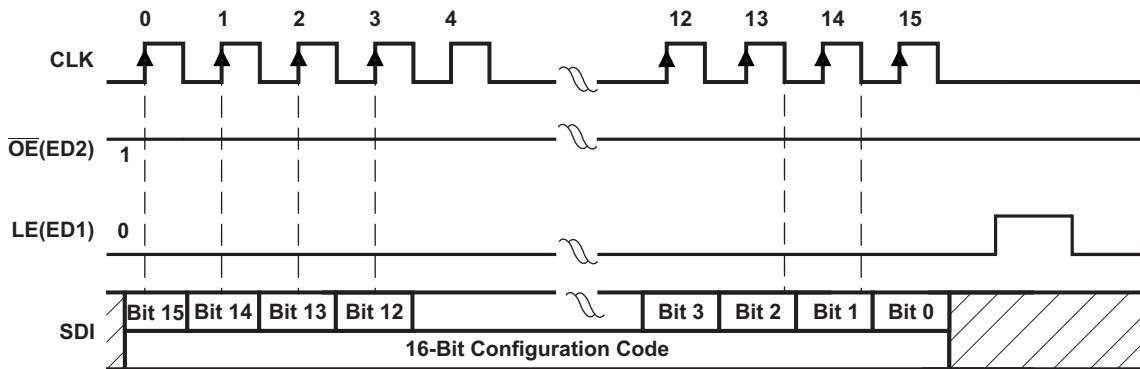 0 1 2 3 4 12 13 14 15
CLK
OE(ED2) 1
LE(ED1) 0
Bit 15 Bit 14 Bit 13 Bit 12 Bit 3 Bit 2 Bit 1 Bit 0
SDI
16-Bit Configuration Code